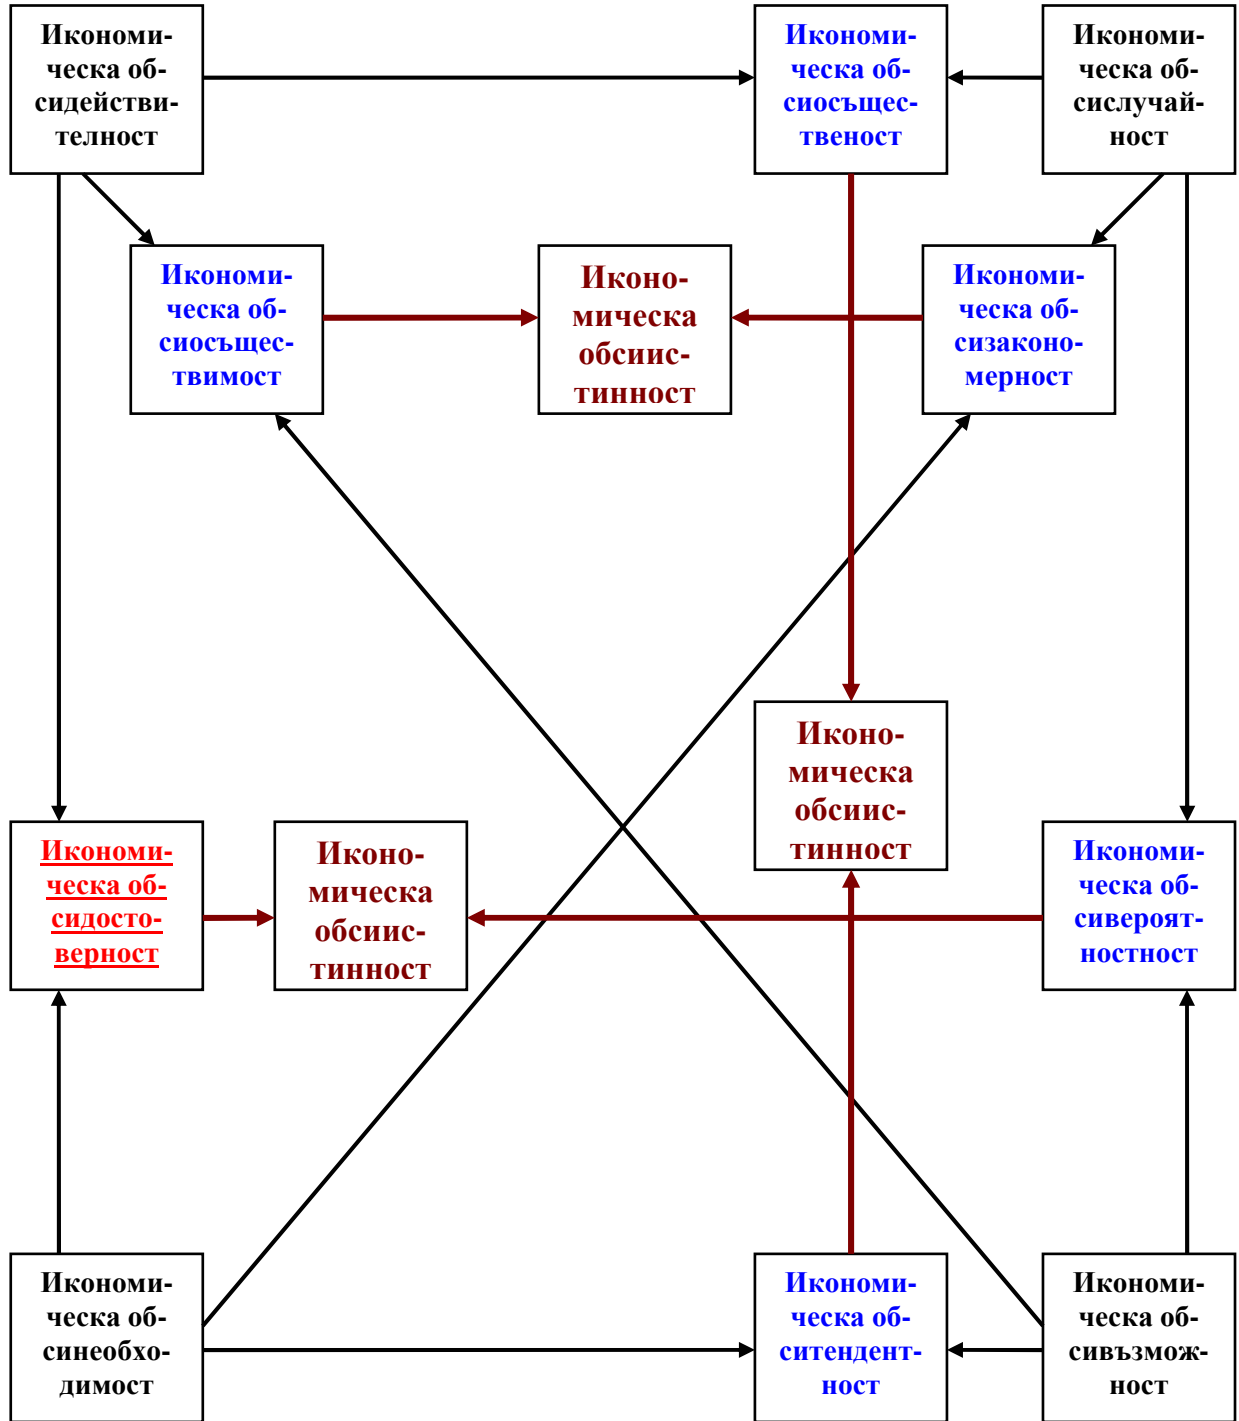 Икономи-
ческа об-
сидействи-
телност
Икономи-
ческа об-
сиосъщес-
твеност
Икономи-
ческа об-
сислучай-
ност
Икономи-
ческа об-
сиосъщес-
твимост
Иконо-
мическа
обсиис-
тинност
Икономи-
ческа об-
сизаконо-
мерност
Иконо-
мическа
обсиис-
тинност
Икономи-
ческа об-
сидосто-
верност
Иконо-
мическа
обсиис-
тинност
Икономи-
ческа об-
сивероят-
ностност
Икономи-
ческа об-
синеобхо-
димост
Икономи-
ческа об-
ситендент-
ност
Икономи-
ческа об-
сивъзмож-
ност